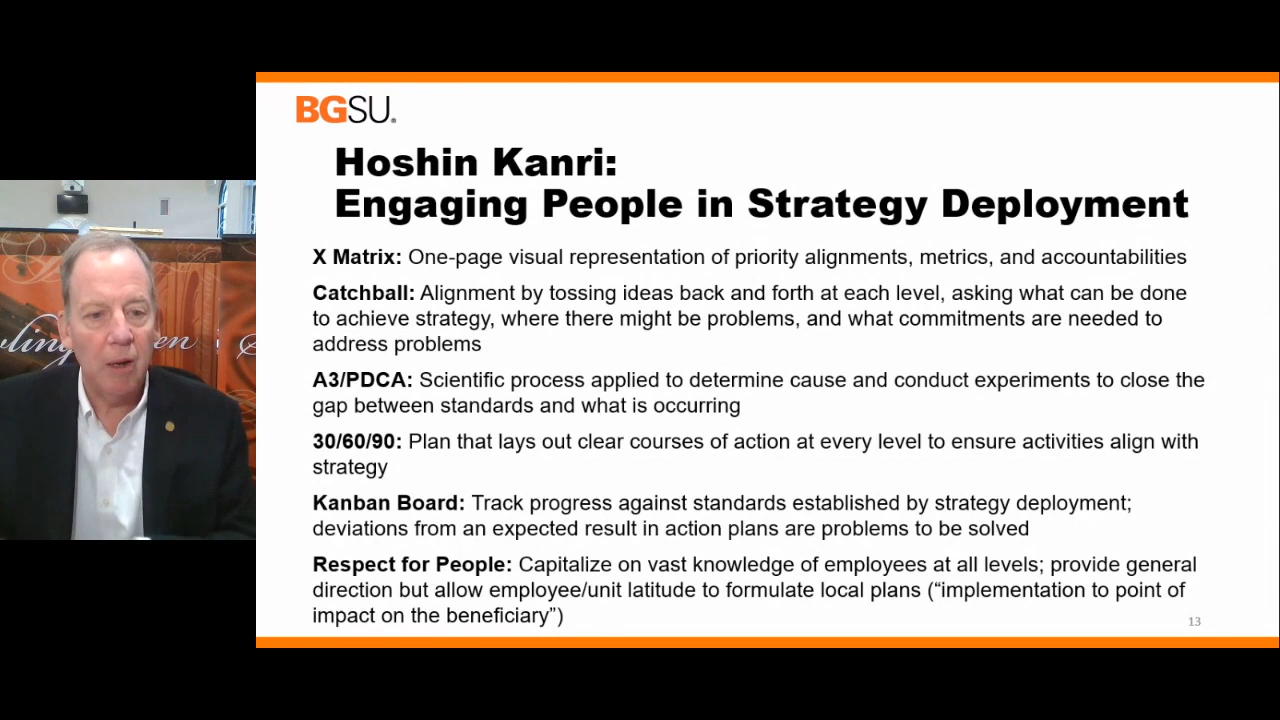 BGSU.
Hoshin Kanri:
Engaging People in Strategy Deployment
X Matrix: One-page visual representation of priority alignments, metrics, and accountabilities
Catchball: Alignment by tossing ideas back and forth at each level, asking what can be done
to achieve strategy, where there might be problems, and what commitments are needed to
address problems
A3/PDCA: Scientific process applied to determine cause and conduct experiments to close the
gap between standards and what is occurring
30/60/90: Plan that lays out clear courses of action at every level to ensure activities align with
strategy
Kanban Board: Track progress against standards established by strategy deployment;
deviations from an expected result in action plans are problems to be solved
Respect for People: Capitalize on vast knowledge of employees at all levels; provide general
direction but allow employee/unit latitude to formulate local plans (“implementation to point of
impact on the beneficiary”)
13